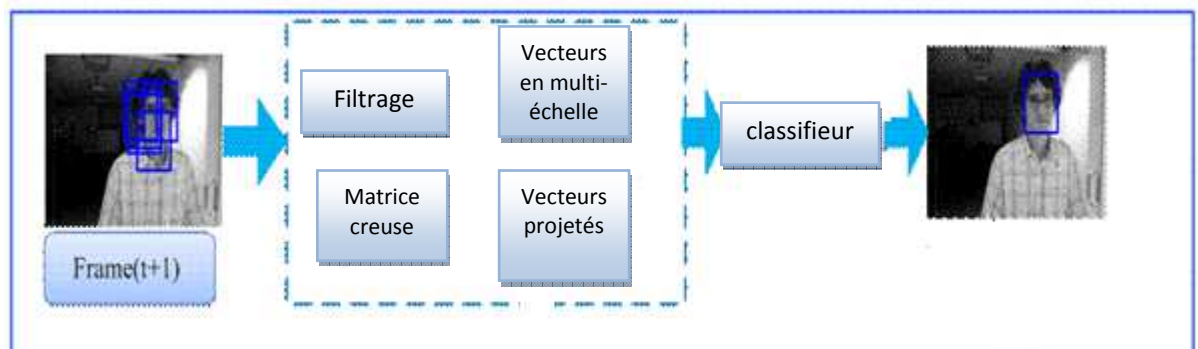 Filtrage
Vecteurs
en multi-
échelle
Matrice
creuse
Vecteurs
projetés
classifieur
Frame(t+1)